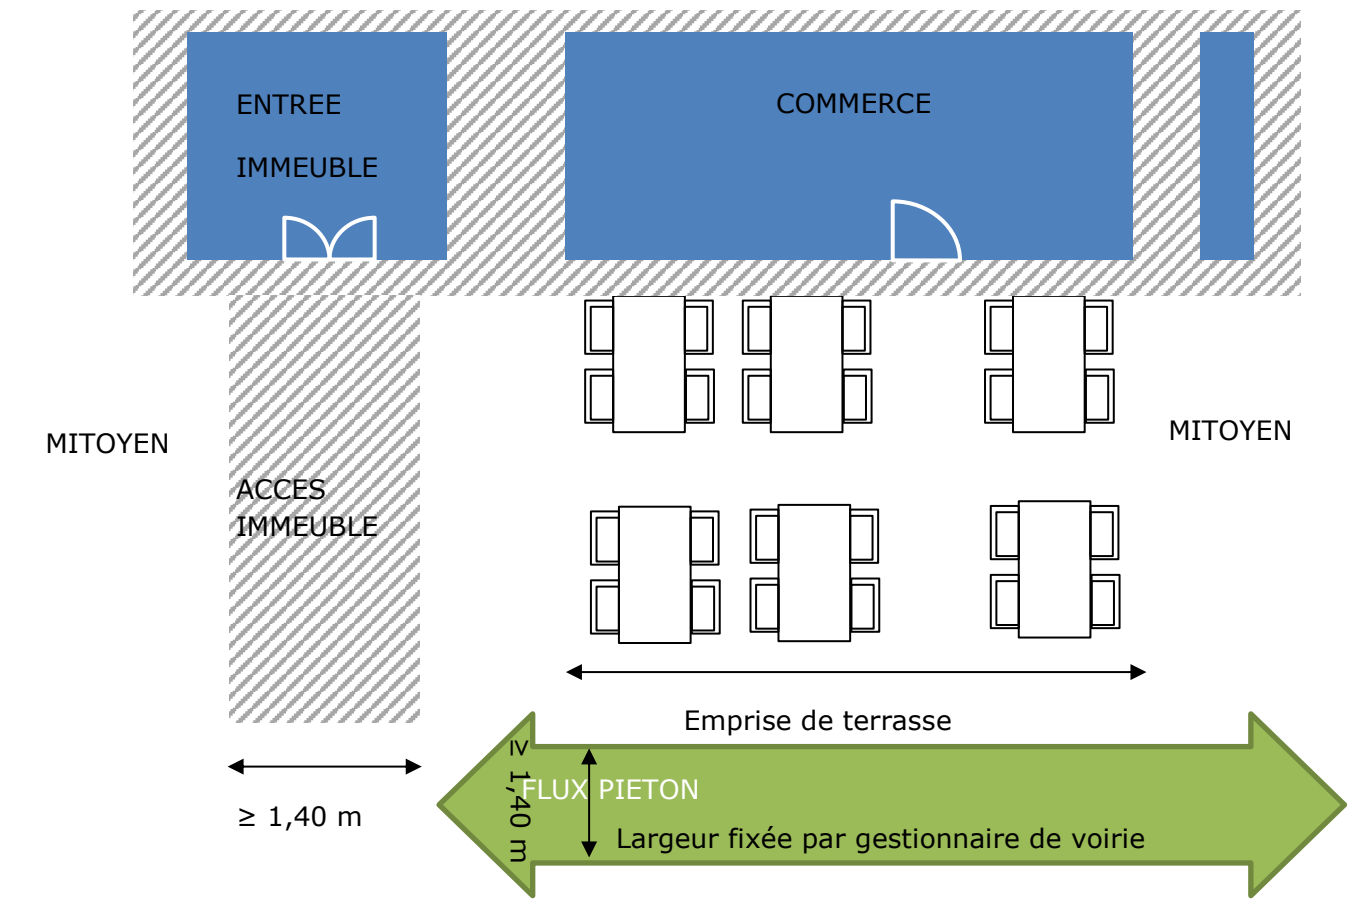 ENTREE
IMMEUBLE
COMMERCE
MITOYEN
MITOYEN
ACCES
IMMEUBLE
Emprise de terrasse
≥ 1,40 m
FLUX PIETON
≥ 1,40 m
Largeur fixée par gestionnaire de voirie